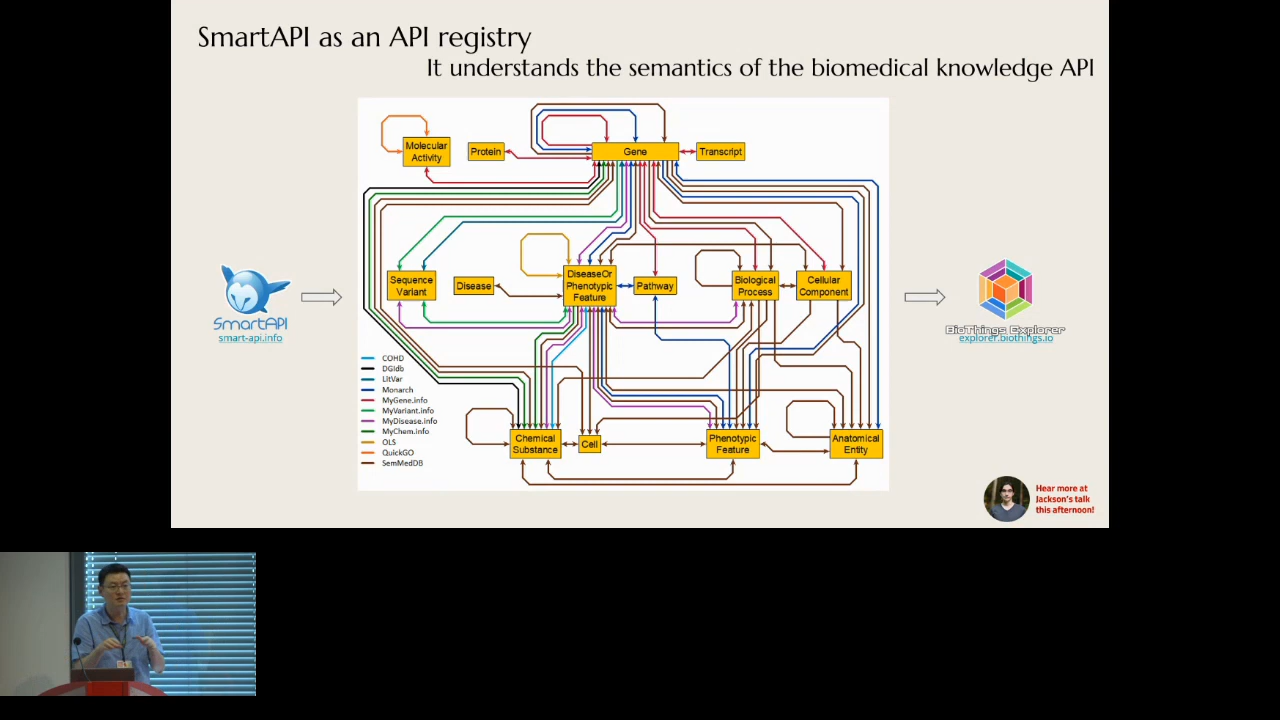 SmartAPI as an API registry
It understands the semantics of the biomedical knowledge API
Molecular
Activity
Protein
Gene
Transcript
Sequence
Variant
Disease
DiseaseOr
Phenotypic
Feature
Pathway
Biological
Process
Cellular
Component
SmartAPI
smart-api.info
BioThings Explorer
explorer.biothings.io
COHD
DGIdb
LitVar
Monarch
MyGene.info
MyVariant.info
MyDisease.info
MyChem.info
OLS
QuickGO
SemMedDB
Chemical
Substance
Cell
Phenotypic
Feature
Anatomical
Entity
Hear more at
Jackson's talk
this afternoon!